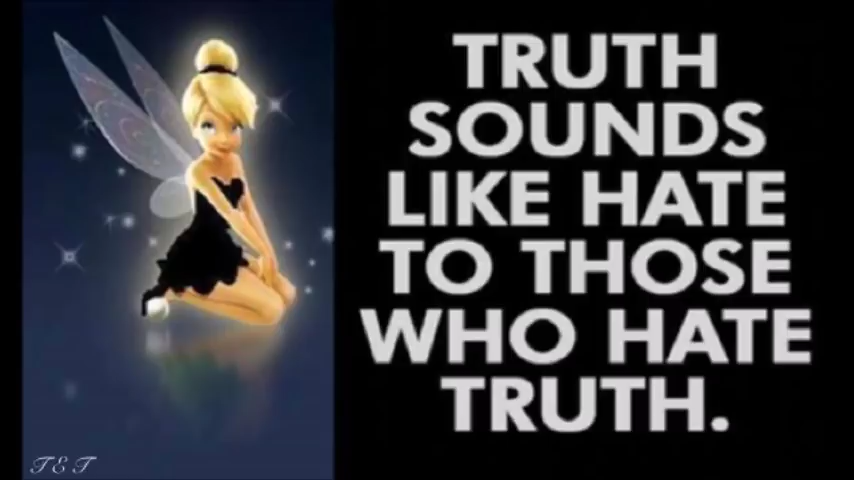 TRUTH
SOUNDS
LIKE HATE
TO THOSE
WHO HATE
TRUTH.
T&T